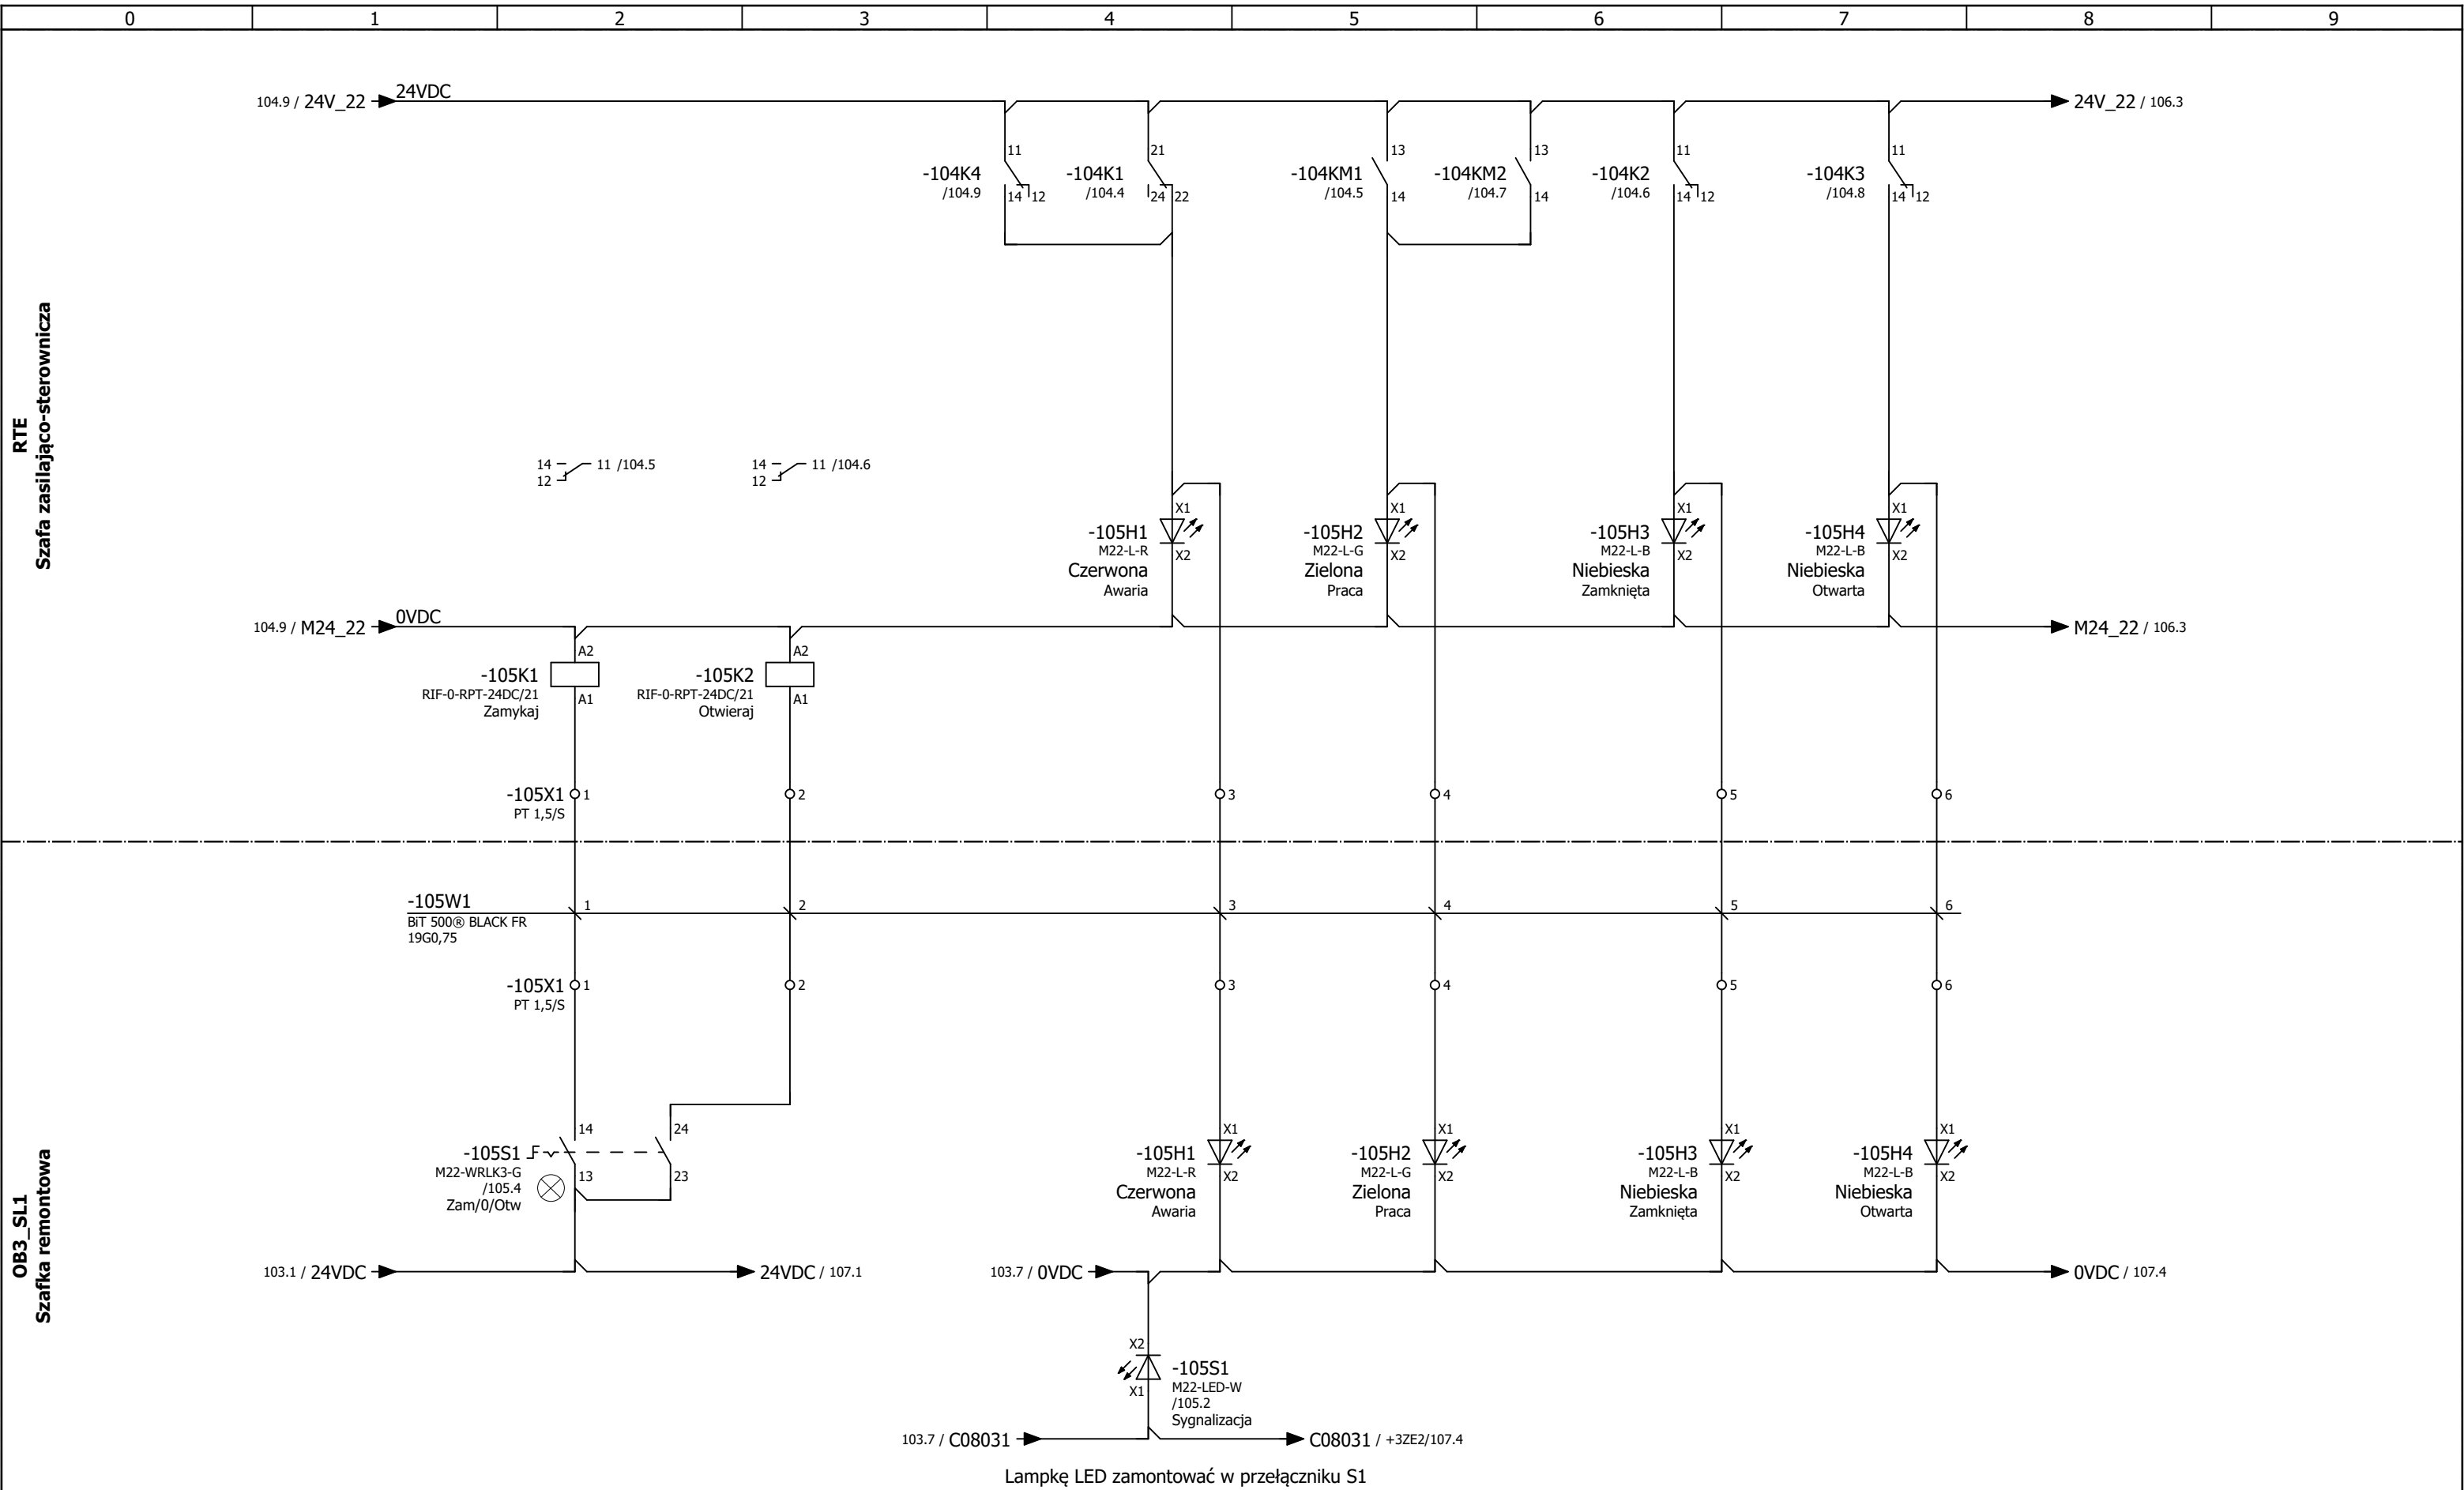 0 1 2 3 4 5 6 7 8 9
104.9 / 24V_22 24VDC
24V_22 / 106.3
-104K4
/104.9
11
14 12
-104K1
/104.4
21
24 22
-104KM1
/104.5
13
14
-104KM2
/104.7
13
14
-104K2
/104.6
11
14 12
-104K3
/104.8
11
14 12
RTE
Szafa zasilająco-sterownicza
14 11 /104.5
12
14 11 /104.6
12
-105H1
M22-L-R
Czerwona
Awaria
X1
X2
-105H2
M22-L-G
Zielona
Praca
X1
X2
-105H3
M22-L-B
Niebieska
Zamknięta
X1
X2
-105H4
M22-L-B
Niebieska
Otwarta
X1
X2
104.9 / M24_22 0VDC
M24_22 / 106.3
-105K1
RIF-0-RPT-24DC/21
Zamykaj
A2
A1
-105K2
RIF-0-RPT-24DC/21
Otwieraj
A2
A1
-105X1 1 2 3 4 5 6
PT 1,5/S
-105W1 1 2 3 4 5 6
BiT 500® BLACK FR
19G0,75
-105X1 1 2 3 4 5 6
PT 1,5/S
OB3_SL1
Szafka remontowa
-105S1
M22-WRLK3-G
/105.4
Zam/0/Otw
14
13
24
23
-105H1
M22-L-R
Czerwona
Awaria
X1
X2
-105H2
M22-L-G
Zielona
Praca
X1
X2
-105H3
M22-L-B
Niebieska
Zamknięta
X1
X2
-105H4
M22-L-B
Niebieska
Otwarta
X1
X2
103.1 / 24VDC
24VDC / 107.1
103.7 / 0VDC
0VDC / 107.4
X2
X1
-105S1
M22-LED-W
/105.2
Sygnalizacja
103.7 / C08031
C08031 / +3ZE2/107.4
Lampkę LED zamontować w przełączniku S1